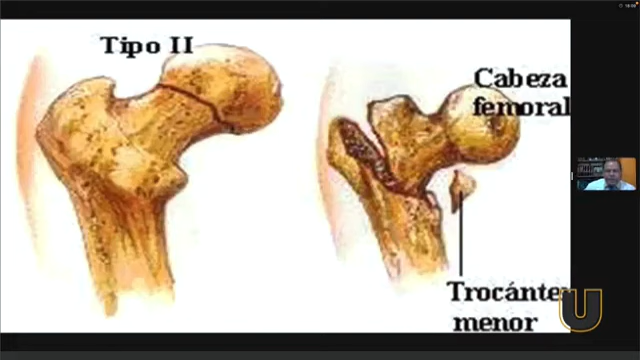 Tipo II
Cabeza
femoral
Trocánter
menor
U